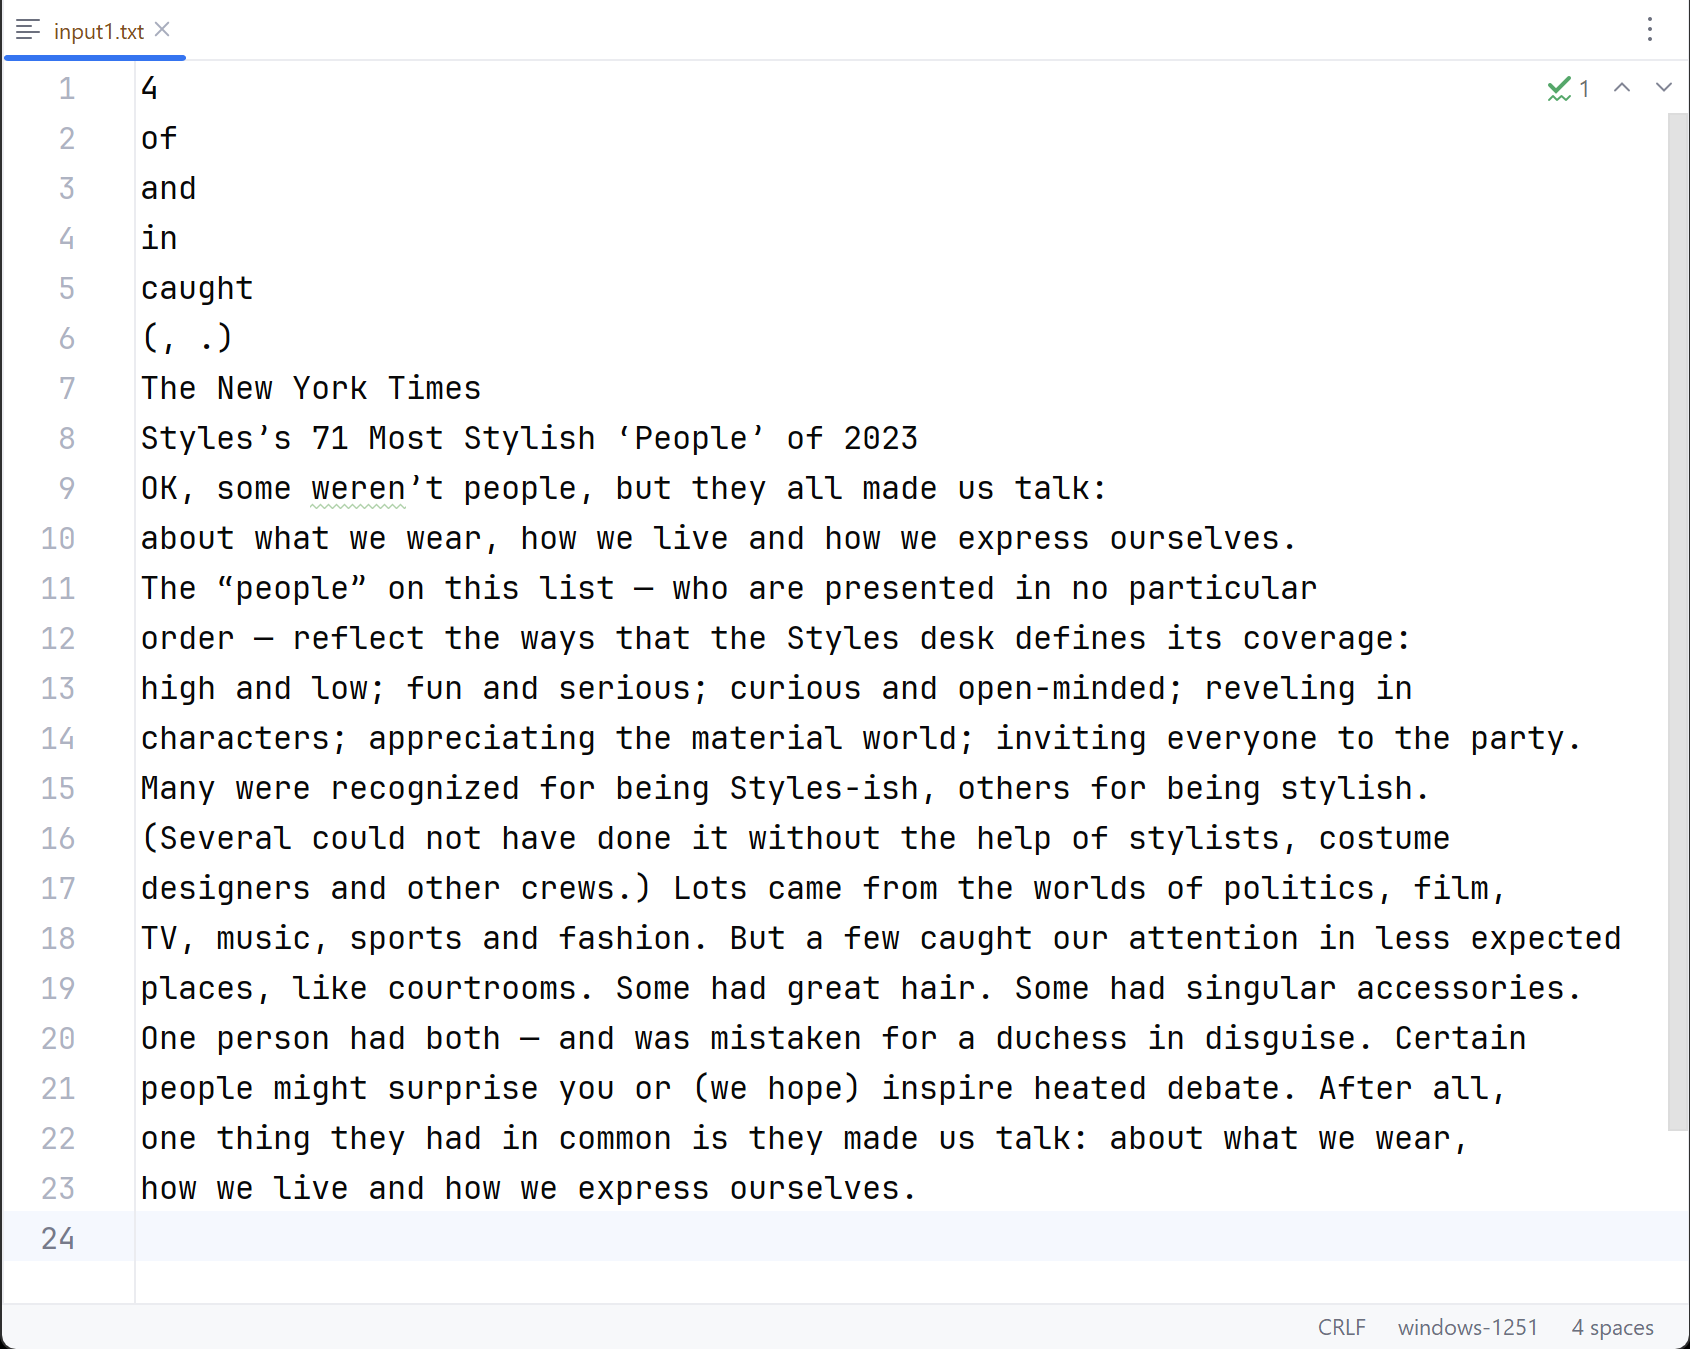 input1.txt
1
1 4
2 of
3 and
4 in
5 caught
6 (, .)
7 The New York Times
8 Styles’s 71 Most Stylish ‘People’ of 2023
9 OK, some weren’t people, but they all made us talk:
10 about what we wear, how we live and how we express ourselves.
11 The “people” on this list — who are presented in no particular
12 order — reflect the ways that the Styles desk defines its coverage:
13 high and low; fun and serious; curious and open-minded; reveling in
14 characters; appreciating the material world; inviting everyone to the party.
15 Many were recognized for being Styles-ish, others for being stylish.
16 (Several could not have done it without the help of stylists, costume
17 designers and other crews.) Lots came from the worlds of politics, film,
18 TV, music, sports and fashion. But a few caught our attention in less expected
19 places, like courtrooms. Some had great hair. Some had singular accessories.
20 One person had both — and was mistaken for a duchess in disguise. Certain
21 people might surprise you or (we hope) inspire heated debate. After all,
22 one thing they had in common is they made us talk: about what we wear,
23 how we live and how we express ourselves.
24
CRLF windows-1251 4 spaces